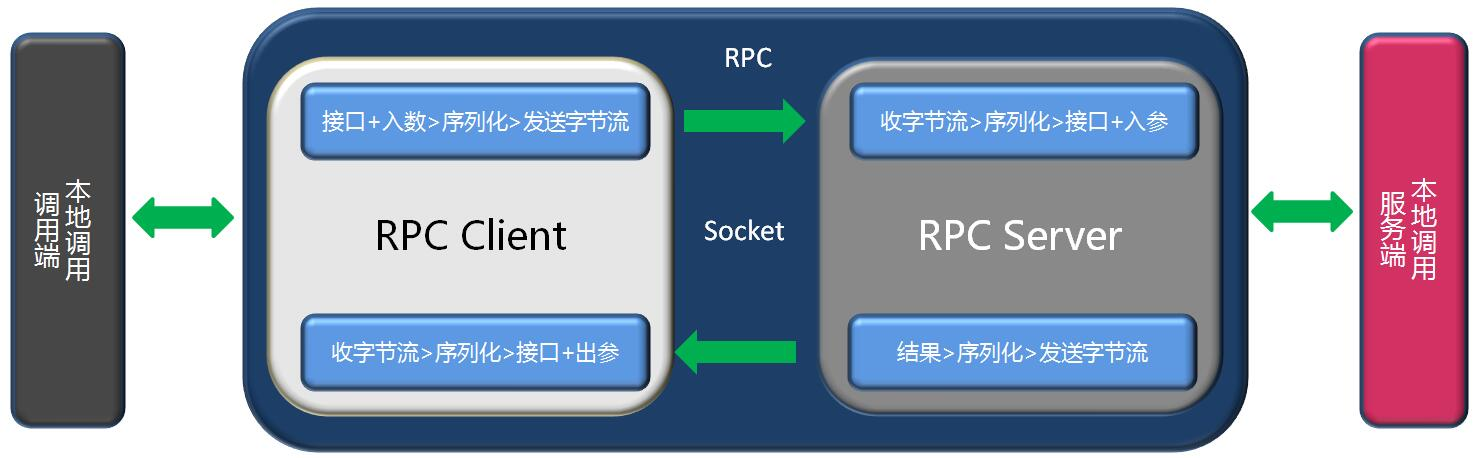 本地调用
调用端
RPC
接口+入数>序列化>发送字节流
收字节流>序列化>接口+入参
RPC Client
Socket
RPC Server
收字节流>序列化>接口+出参
结果>序列化>发送字节流
本地调用
服务端